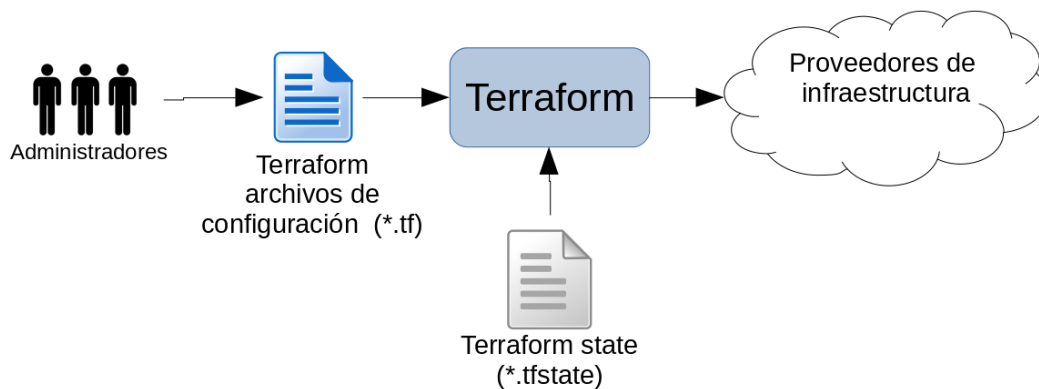 Administradores
Terraform
archivos de
configuración (*.tf)
Terraform
Terraform state
(*.tfstate)
Proveedores de
infraestructura